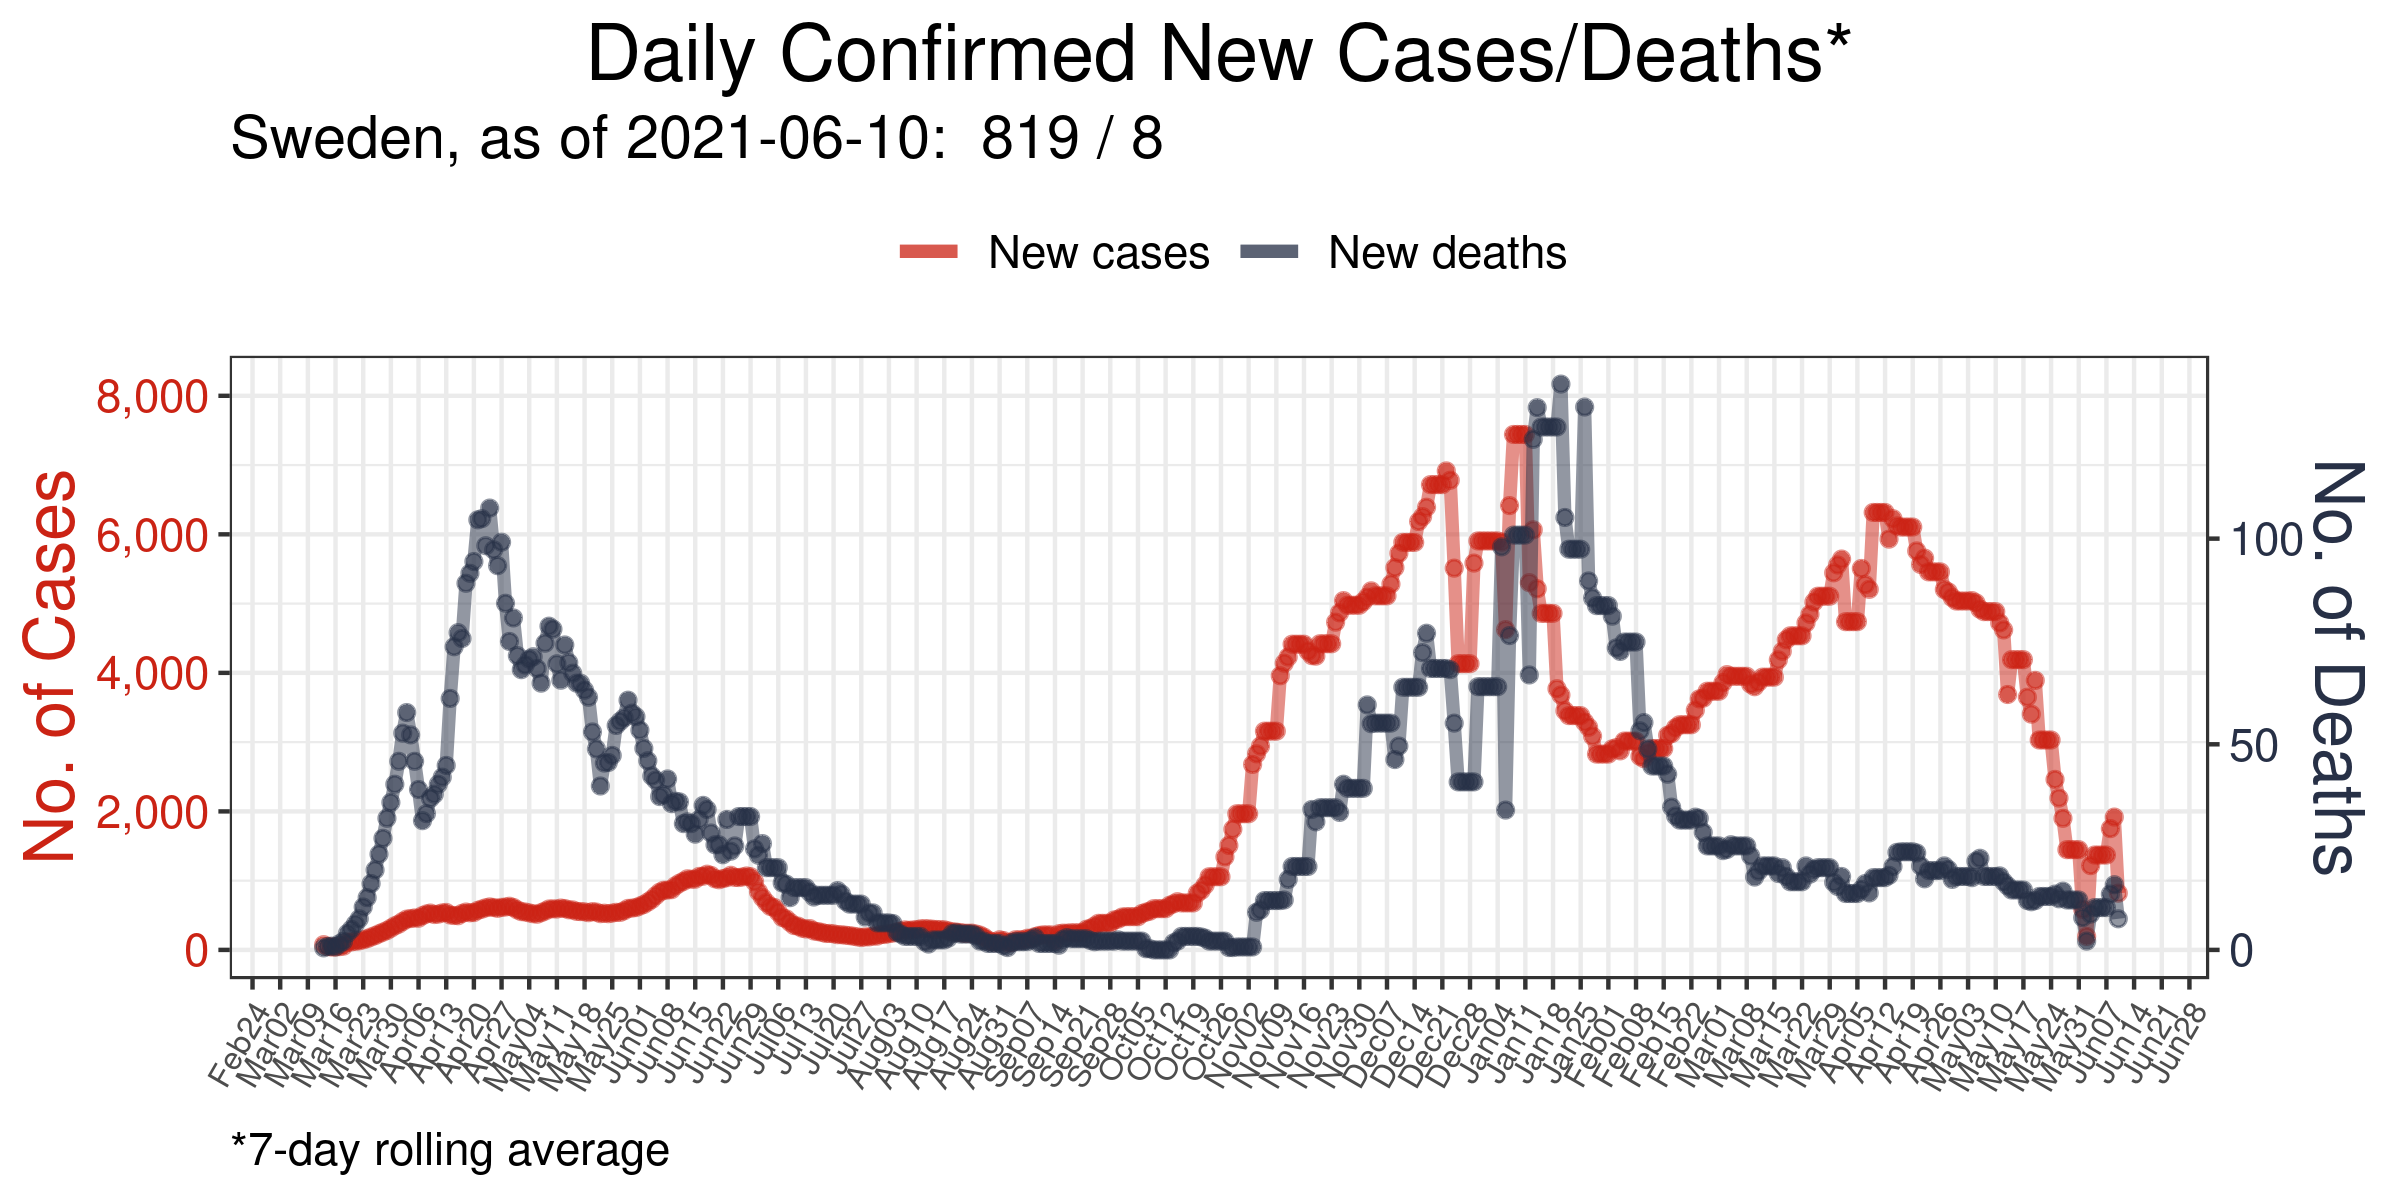 Daily Confirmed New Cases/Deaths*
Sweden, as of 2021-06-10:  819 / 8
New cases
New deaths
No. of Cases
8,000
6,000
4,000
2,000
0
No. of Deaths
100
50
0
Feb24
Mar02
Mar09
Mar16
Mar23
Mar30
Apr06
Apr13
Apr20
Apr27
May04
May11
May18
May25
Jun01
Jun08
Jun15
Jun22
Jun29
Jul06
Jul13
Jul20
Jul27
Aug03
Aug10
Aug17
Aug24
Aug31
Sep07
Sep14
Sep21
Sep28
Oct05
Oct12
Oct19
Oct26
Nov02
Nov09
Nov16
Nov23
Nov30
Dec07
Dec14
Dec21
Dec28
Jan04
Jan11
Jan18
Jan25
Feb01
Feb08
Feb15
Feb22
Mar01
Mar08
Mar15
Mar22
Mar29
Apr05
Apr12
Apr19
Apr26
May03
May10
May17
May24
May31
Jun07
Jun14
Jun21
Jun28
*7-day rolling average